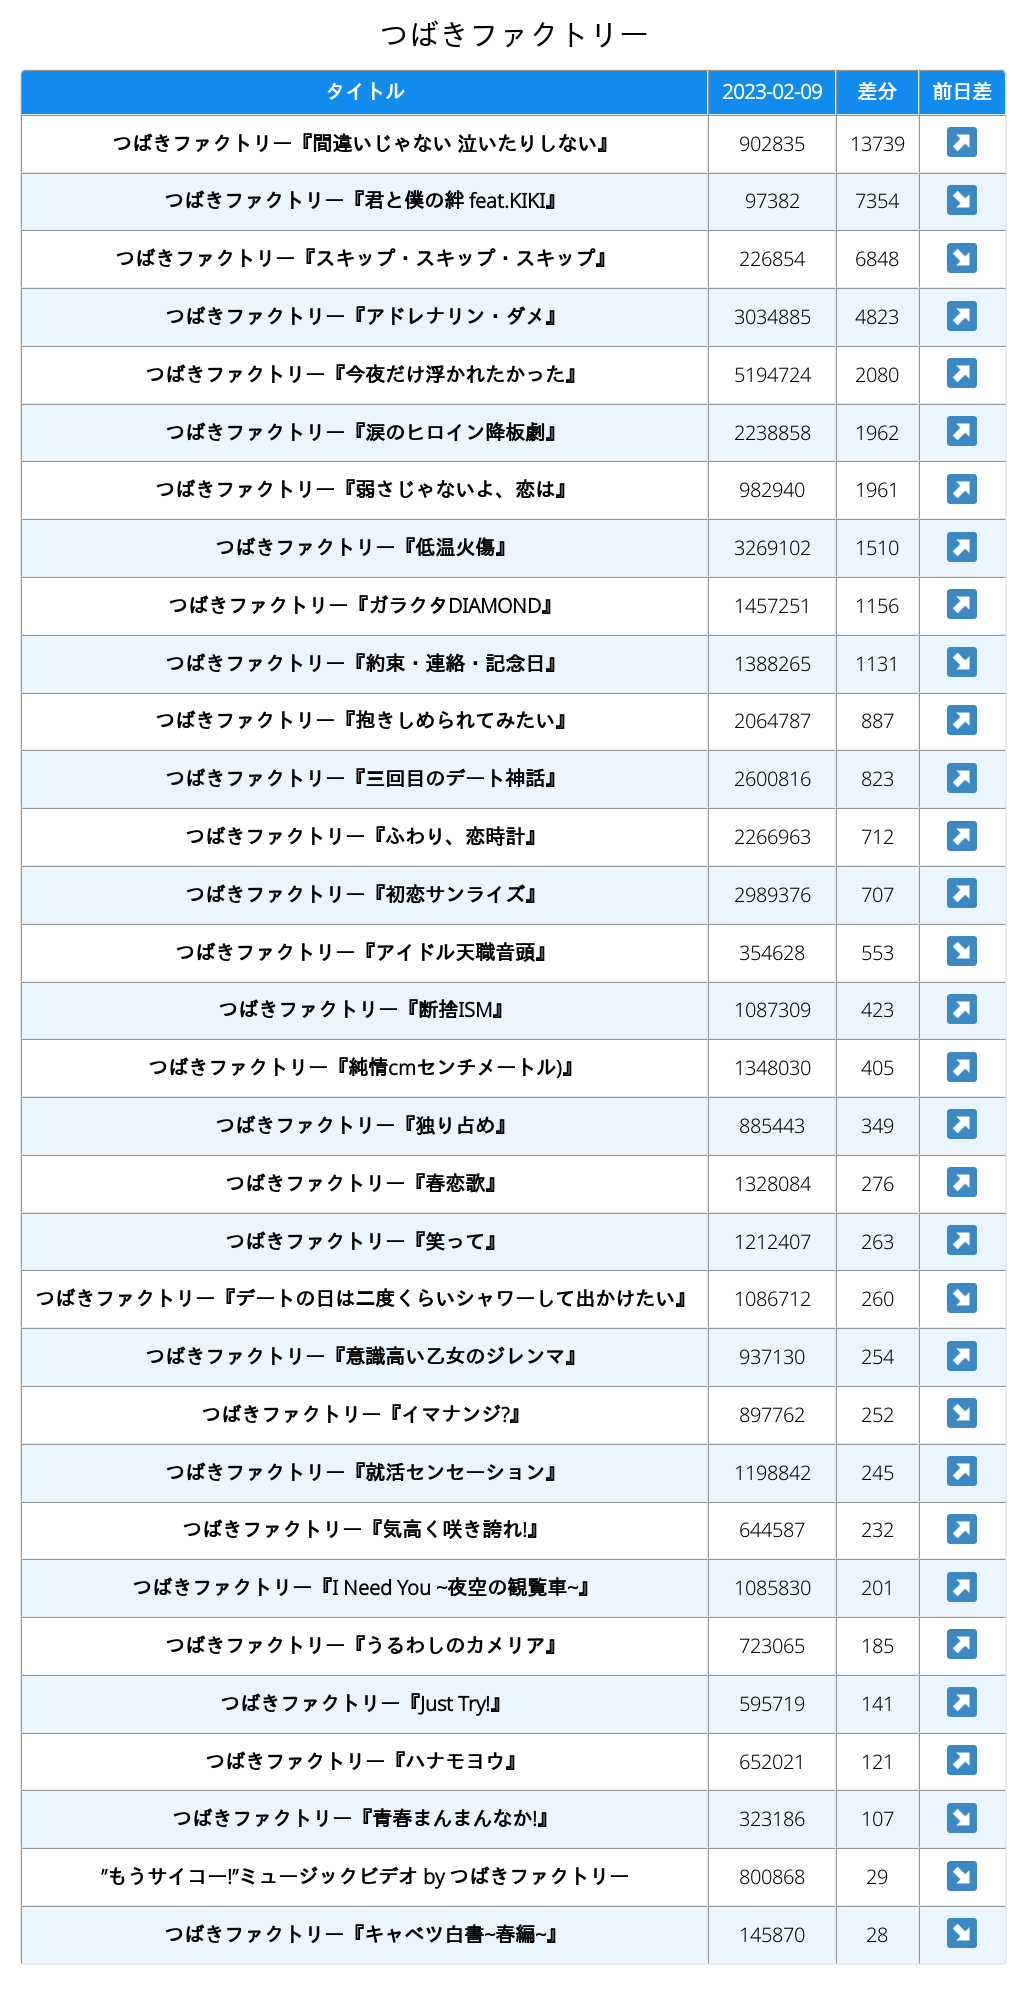 つばきファクトリー
タイトル 2023-02-09 差分 前日差
つばきファクトリー『間違いじゃない 泣いたりしない』 902835 13739
つばきファクトリー『君と僕の絆 feat.KIKI』 97382 7354
つばきファクトリー『スキップ・スキップ・スキップ』 226854 6848
つばきファクトリー『アドレナリン・ダメ』 3034885 4823
つばきファクトリー『今夜だけ浮かれたかった』 5194724 2080
つばきファクトリー『涙のヒロイン降板劇』 2238858 1962
つばきファクトリー『弱さじゃないよ、恋は』 982940 1961
つばきファクトリー『低温火傷』 3269102 1510
つばきファクトリー『ガラクタDIAMOND』 1457251 1156
つばきファクトリー『約束・連絡・記念日』 1388265 1131
つばきファクトリー『抱きしめられてみたい』 2064787 887
つばきファクトリー『三回目のデート神話』 2600816 823
つばきファクトリー『ふわり、恋時計』 2266963 712
つばきファクトリー『初恋サンライズ』 2989376 707
つばきファクトリー『アイドル天職音頭』 354628 553
つばきファクトリー『断捨ISM』 1087309 423
つばきファクトリー『純情cmセンチメートル)』 1348030 405
つばきファクトリー『独り占め』 885443 349
つばきファクトリー『春恋歌』 1328084 276
つばきファクトリー『笑って』 1212407 263
つばきファクトリー『デートの日は二度くらいシャワーして出かけたい』 1086712 260
つばきファクトリー『意識高い乙女のジレンマ』 937130 254
つばきファクトリー『イマナンジ?』 897762 252
つばきファクトリー『就活センセーション』 1198842 245
つばきファクトリー『気高く咲き誇れ!』 644587 232
つばきファクトリー『I Need You ~夜空の観覧車~』 1085830 201
つばきファクトリー『うるわしのカメリア』 723065 185
つばきファクトリー『Just Try!』 595719 141
つばきファクトリー『ハナモヨウ』 652021 121
つばきファクトリー『青春まんまんなか!』 323186 107
”もうサイコー!”ミュージックビデオ by つばきファクトリー 800868 29
つばきファクトリー『キャベツ白書~春編~』 145870 28